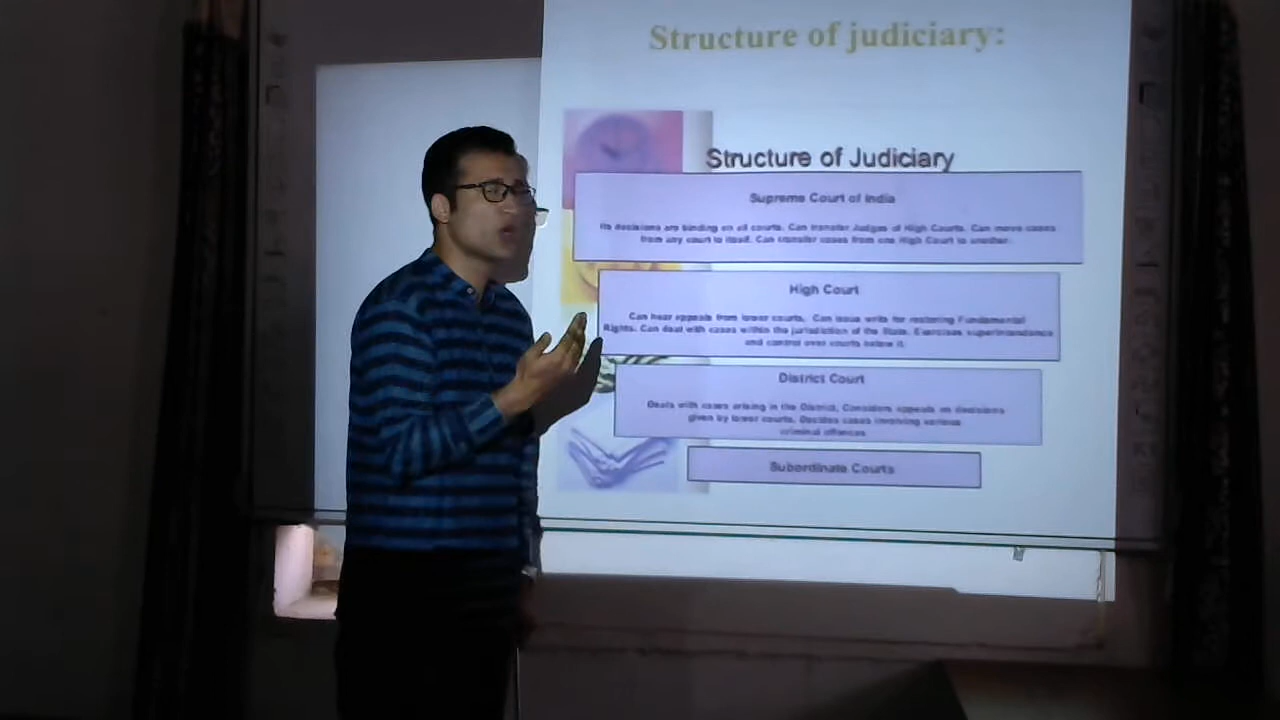 Structure of judiciary:
Structure of Judiciary
Supreme Court of India
Its decisions are binding on all courts. Can transfer Judges of High Courts. Can move cases
from any court to itself. Can transfer cases from one High Court to another.
High Court
Can hear appeals from lower courts. Can issue writs for restoring Fundamental
Rights. Can deal with cases within the jurisdiction of the State. Exercises superintendence
and control over courts below it.
District Court
Deals with cases arising in the District. Considers appeals on decisions
given by lower courts. Decides cases involving serious
criminal offences
Subordinate Courts